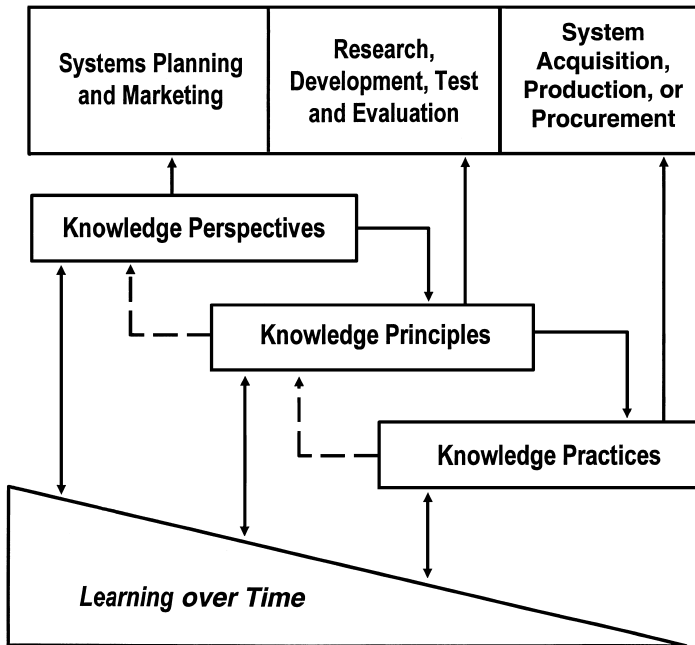 Systems Planning
and Marketing
Research,
Development, Test
and Evaluation
System
Acquisition,
Production, or
Procurement
Knowledge Perspectives
Knowledge Principles
Knowledge Practices
Learning over Time